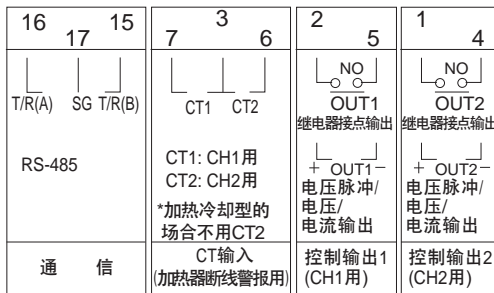 16 15
17
T/R(A) SG T/R(B)
RS-485
通 信
3
7 6
CT1 CT2
CT1: CH1用
CT2: CH2用
*加热冷却型的
场合不用CT2
CT输入
(加热器断线警报用)
2
5
NO
OUT1
继电器接点输出
+ OUT1−
电压脉冲/
电压/
电流输出
控制输出1
(CH1用)
1
4
NO
OUT2
继电器接点输出
+ OUT2−
电压脉冲/
电压/
电流输出
控制输出2
(CH2用)